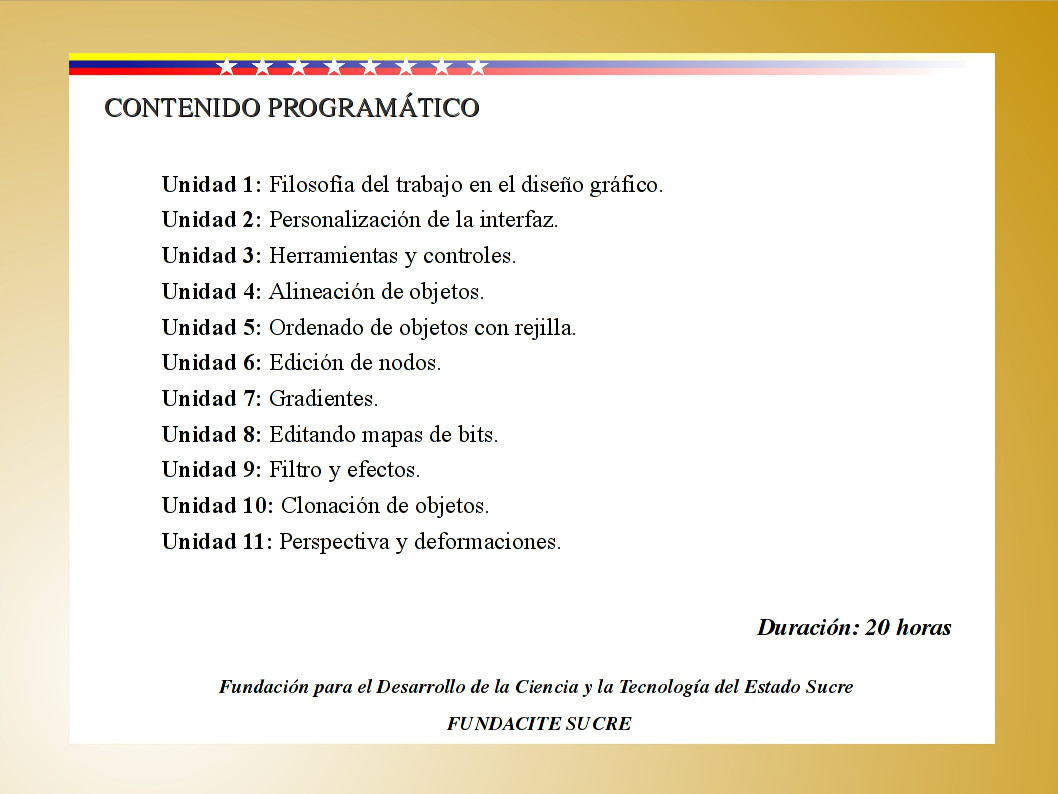 CONTENIDO PROGRAMÁTICO
Unidad 1: Filosofía del trabajo en el diseño gráfico.
Unidad 2: Personalización de la interfaz.
Unidad 3: Herramientas y controles.
Unidad 4: Alineación de objetos.
Unidad 5: Ordenado de objetos con rejilla.
Unidad 6: Edición de nodos.
Unidad 7: Gradientes.
Unidad 8: Editando mapas de bits.
Unidad 9: Filtro y efectos.
Unidad 10: Clonación de objetos.
Unidad 11: Perspectiva y deformaciones.
Duración: 20 horas
Fundación para el Desarrollo de la Ciencia y la Tecnología del Estado Sucre
FUNDACITE SUCRE